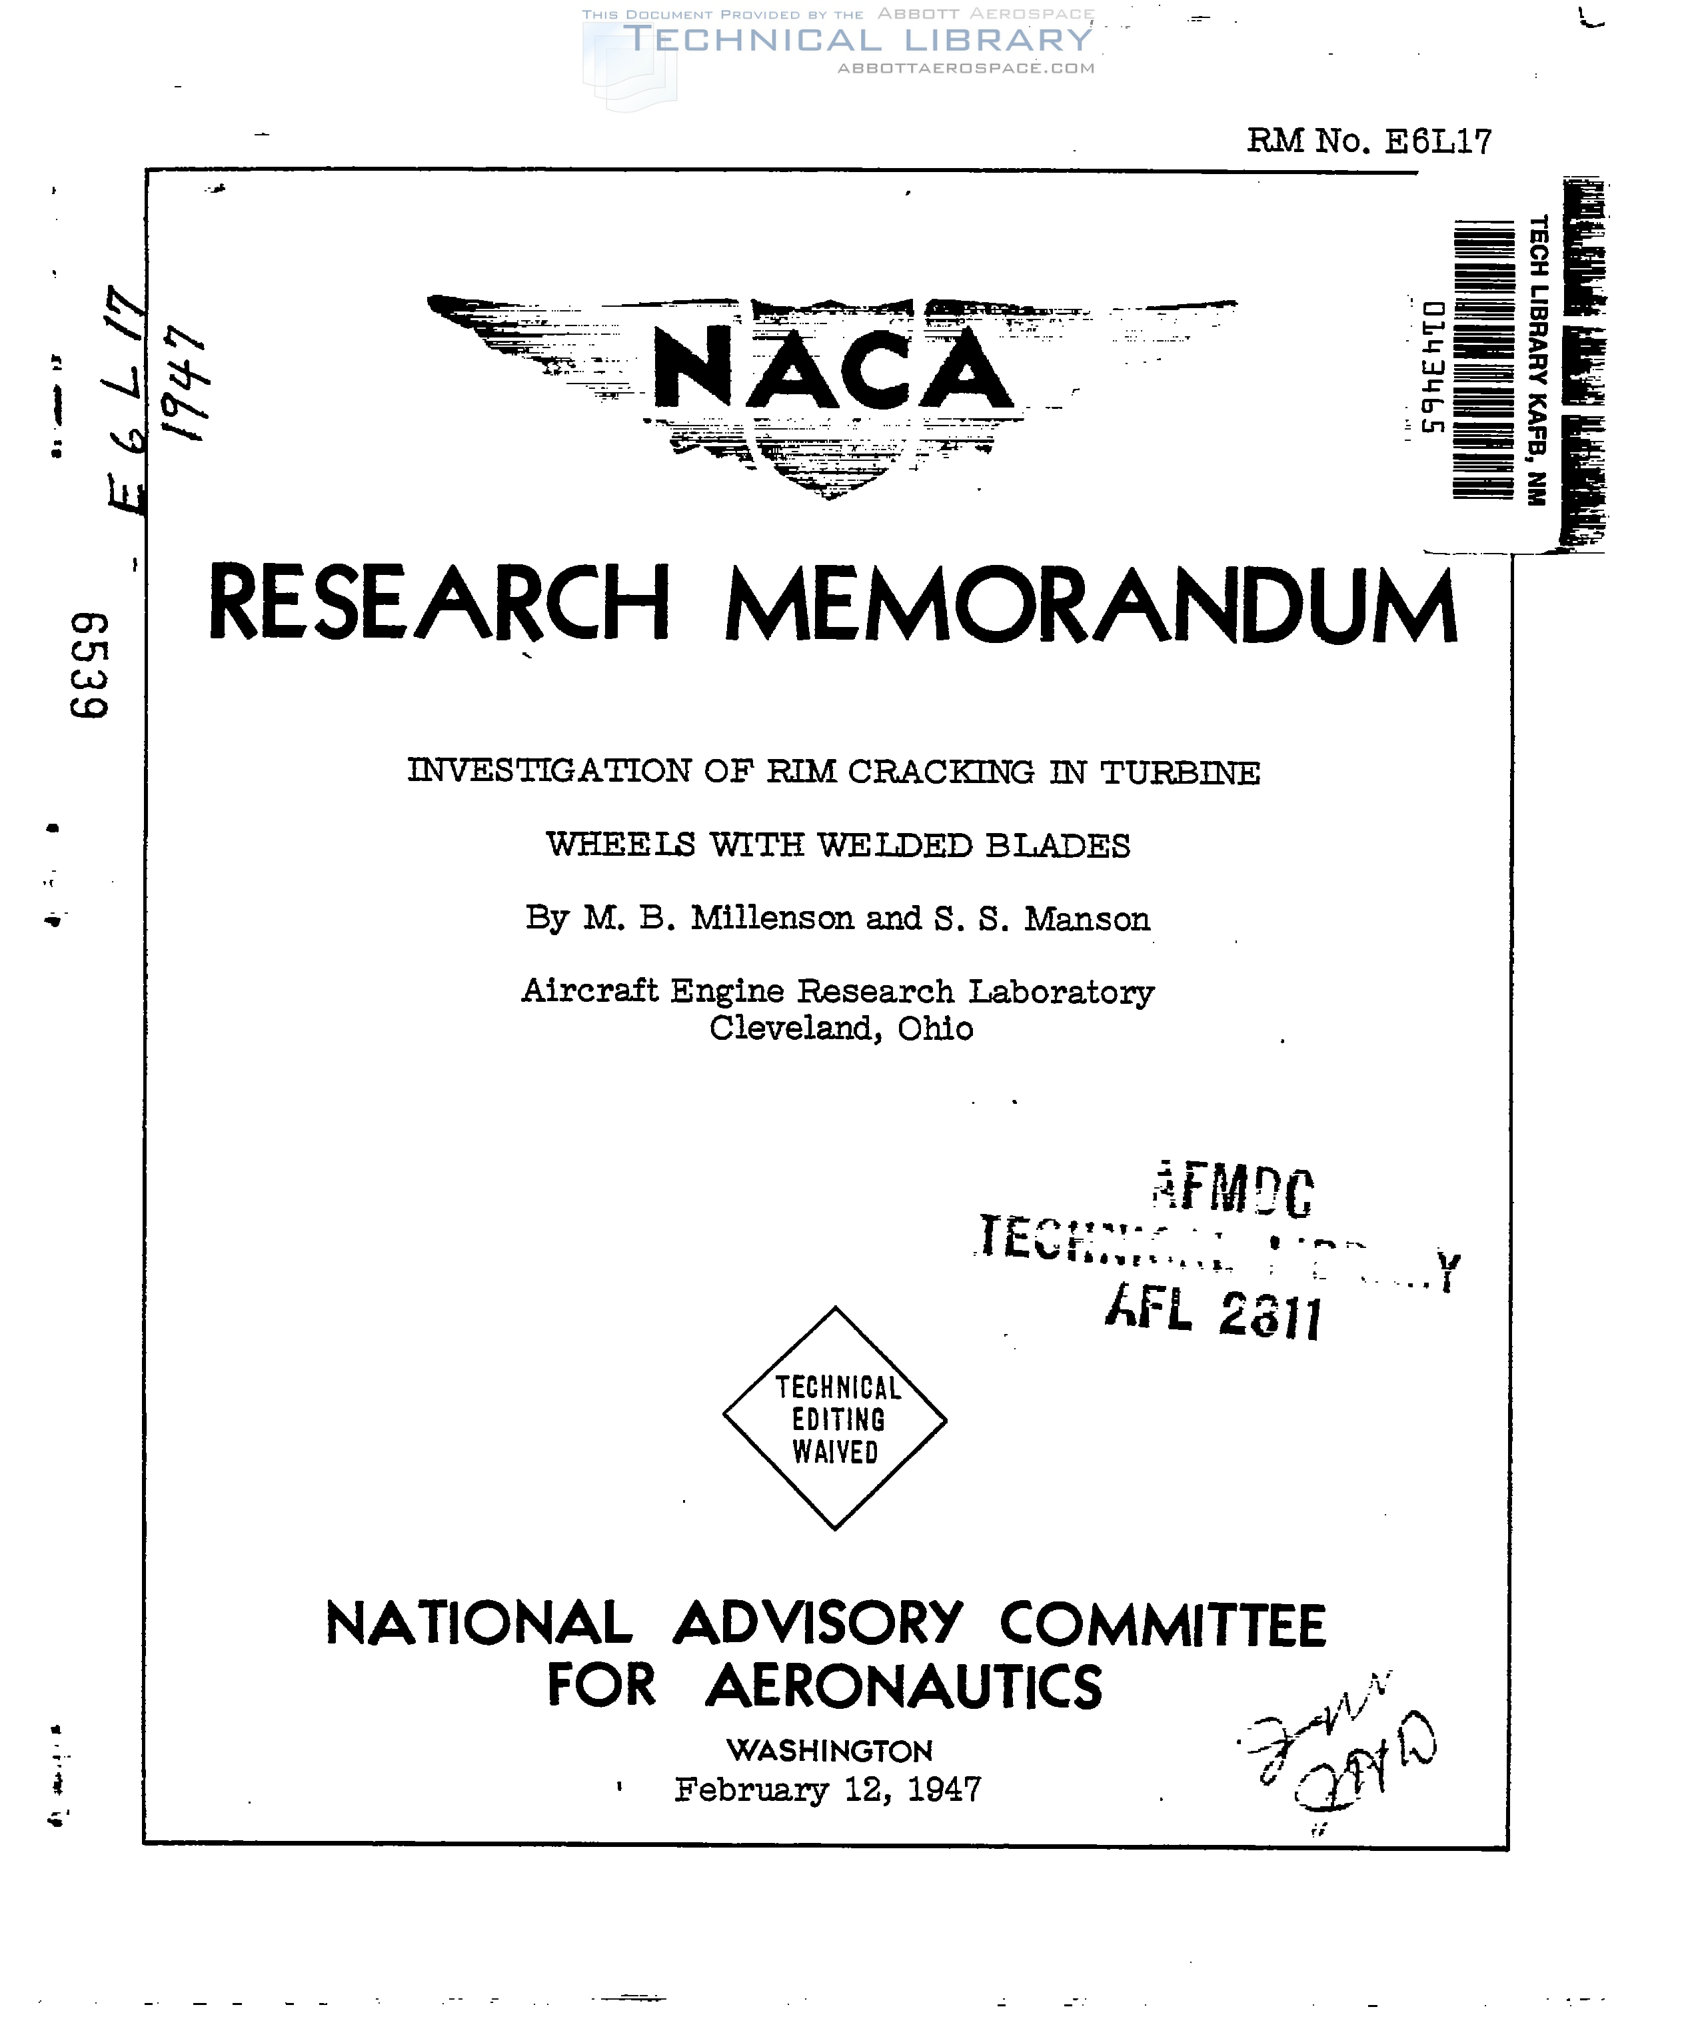 THIS DOCUMENT PROVIDED BY THE ABBOTT AEROSPACE
TECHNICAL LIBRARY
ABBOTTAEROSPACE.COM
RM No. E6L17
E6L17
1947
6539
NACA
TECH LIBRARY KAFB, NM
0143465
RESEARCH MEMORANDUM
INVESTIGATION OF RIM CRACKING IN TURBINE
WHEELS WITH WELDED BLADES
By M. B. Millenson and S. S. Manson
Aircraft Engine Research Laboratory
Cleveland, Ohio
AFMDC
TECHNICAL LIBRARY
AFL 2811
TECHNICAL
EDITING
WAIVED
NATIONAL ADVISORY COMMITTEE
FOR AERONAUTICS
WASHINGTON
February 12, 1947